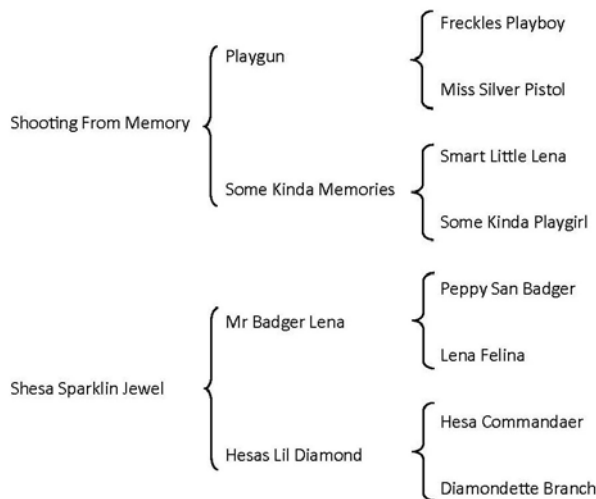 Freckles Playboy
Playgun
Miss Silver Pistol
Shooting From Memory
Smart Little Lena
Some Kinda Memories
Some Kinda Playgirl
Peppy San Badger
Mr Badger Lena
Lena Felina
Shesa Sparklin Jewel
Hesa Commandaer
Hesas Lil Diamond
Diamondette Branch